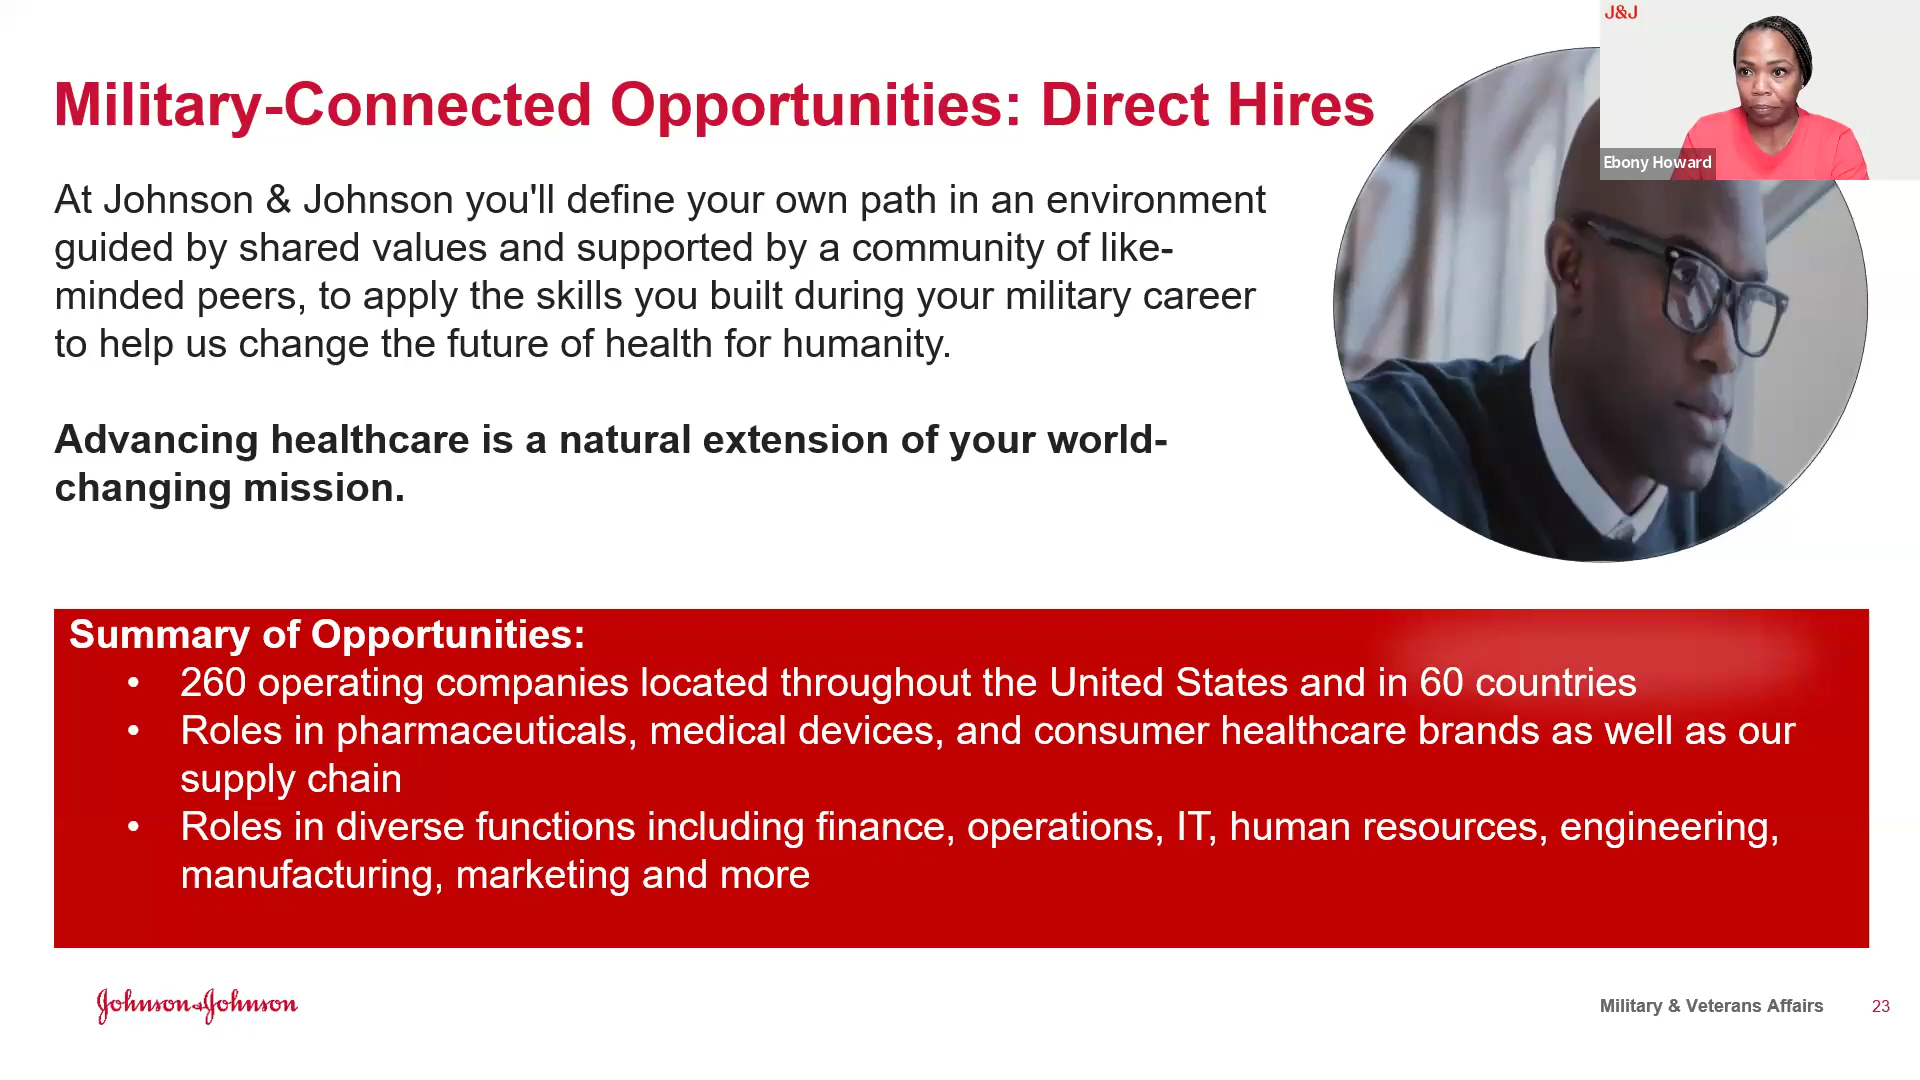 J&J
Ebony Howard
Military-Connected Opportunities: Direct Hires
At Johnson & Johnson you'll define your own path in an environment
guided by shared values and supported by a community of like-
minded peers, to apply the skills you built during your military career
to help us change the future of health for humanity.
Advancing healthcare is a natural extension of your world-
changing mission.
Summary of Opportunities:
• 260 operating companies located throughout the United States and in 60 countries
• Roles in pharmaceuticals, medical devices, and consumer healthcare brands as well as our
supply chain
• Roles in diverse functions including finance, operations, IT, human resources, engineering,
manufacturing, marketing and more
Johnson & Johnson
Military & Veterans Affairs 23